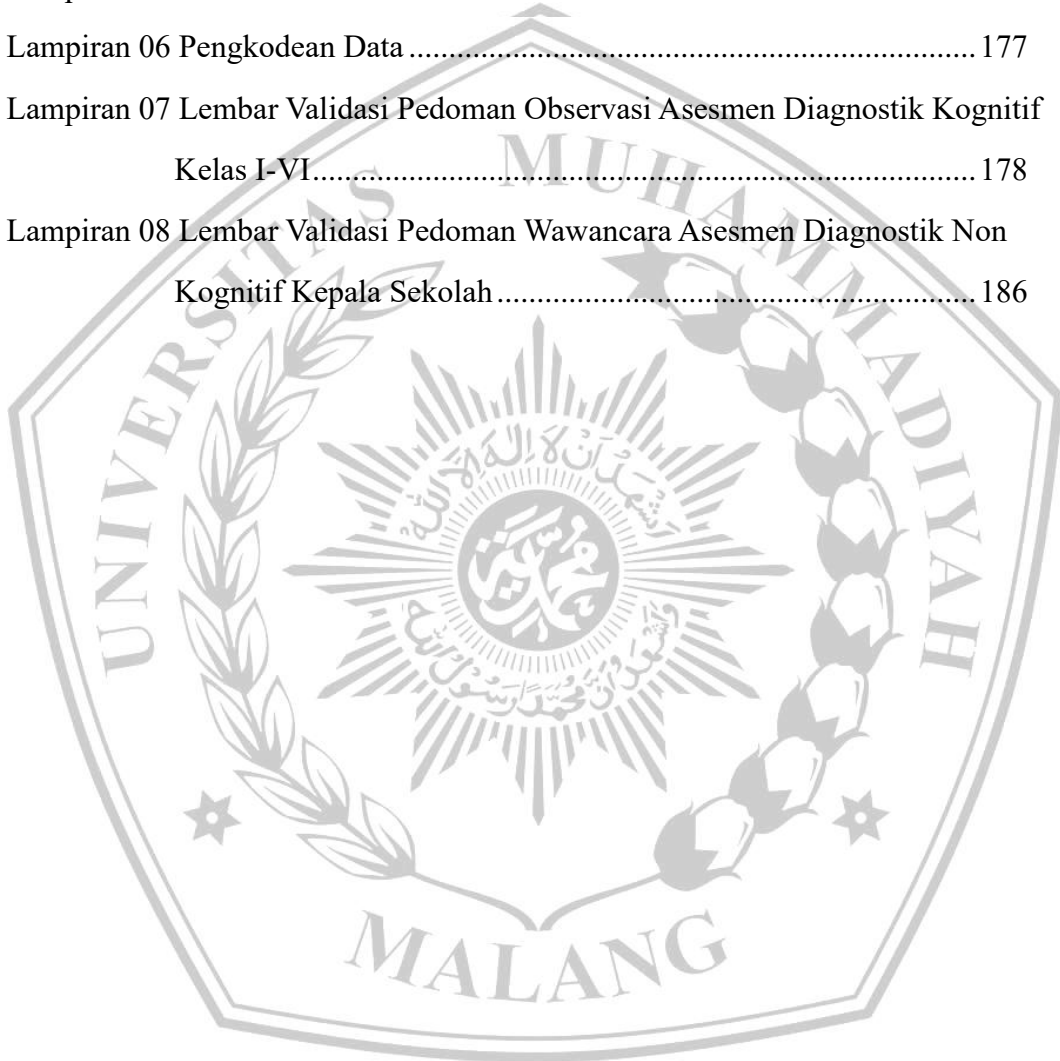 Lampiran 06 Pengkodean Data ........................................................................ 177
Lampiran 07 Lembar Validasi Pedoman Observasi Asesmen Diagnostik Kognitif
Kelas I-VI.................................................................................... 178
Lampiran 08 Lembar Validasi Pedoman Wawancara Asesmen Diagnostik Non
Kognitif Kepala Sekolah ............................................................. 186
UNIVERSITAS MUHAMMADIYAH
MALANG